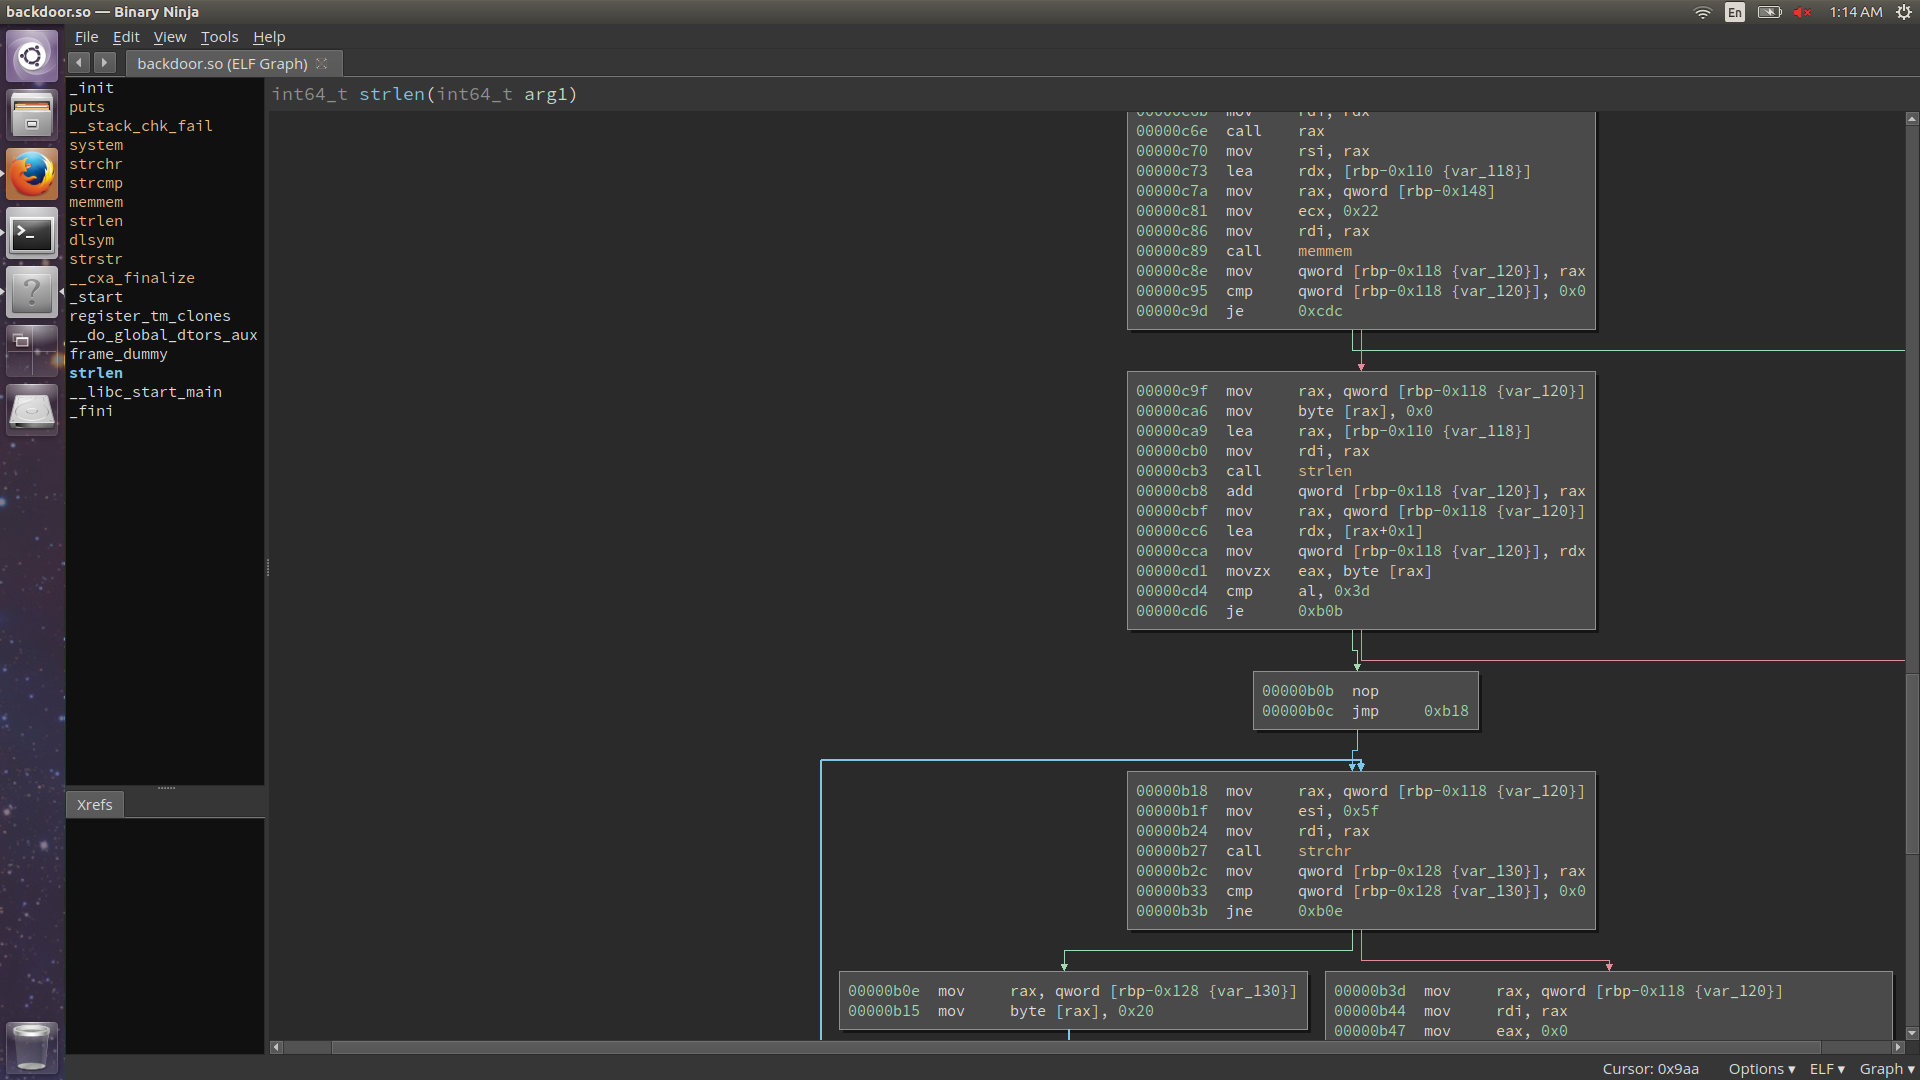 backdoor.so — Binary Ninja
En
1:14 AM
File Edit View Tools Help
backdoor.so (ELF Graph)
_init
puts
__stack_chk_fail
system
strchr
strcmp
memmem
strlen
dlsym
strstr
__cxa_finalize
_start
register_tm_clones
__do_global_dtors_aux
frame_dummy
strlen
__libc_start_main
_fini
Xrefs
int64_t strlen(int64_t arg1)
00000c6b mov rdi, rax
00000c6e call rax
00000c70 mov rsi, rax
00000c73 lea rdx, [rbp-0x110 {var_118}]
00000c7a mov rax, qword [rbp-0x148]
00000c81 mov ecx, 0x22
00000c86 mov rdi, rax
00000c89 call memmem
00000c8e mov qword [rbp-0x118 {var_120}], rax
00000c95 cmp qword [rbp-0x118 {var_120}], 0x0
00000c9d je 0xcdc
00000c9f mov rax, qword [rbp-0x118 {var_120}]
00000ca6 mov byte [rax], 0x0
00000ca9 lea rax, [rbp-0x110 {var_118}]
00000cb0 mov rdi, rax
00000cb3 call strlen
00000cb8 add qword [rbp-0x118 {var_120}], rax
00000cbf mov rax, qword [rbp-0x118 {var_120}]
00000cc6 lea rdx, [rax+0x1]
00000cca mov qword [rbp-0x118 {var_120}], rdx
00000cd1 movzx eax, byte [rax]
00000cd4 cmp al, 0x3d
00000cd6 je 0xb0b
00000b0b nop
00000b0c jmp 0xb18
00000b18 mov rax, qword [rbp-0x118 {var_120}]
00000b1f mov esi, 0x5f
00000b24 mov rdi, rax
00000b27 call strchr
00000b2c mov qword [rbp-0x128 {var_130}], rax
00000b33 cmp qword [rbp-0x128 {var_130}], 0x0
00000b3b jne 0xb0e
00000b0e mov rax, qword [rbp-0x128 {var_130}]
00000b15 mov byte [rax], 0x20
00000b3d mov rax, qword [rbp-0x118 {var_120}]
00000b44 mov rdi, rax
00000b47 mov eax, 0x0
Cursor: 0x9aa Options ▾ ELF ▾ Graph ▾